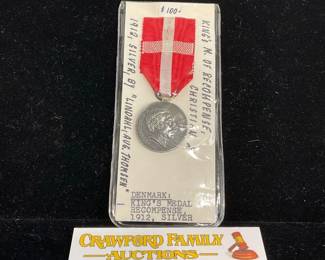 $100-
KING'S M. OF RECOMPENSE,
CHRISTIAN
1912, SILVER, BY "LINDAHL, AUG. THOMSEN"
DENMARK:
KING'S MEDAL
RECOMPENSE,
1912, SILVER
CRAWFORD FAMILY
AUCTIONS